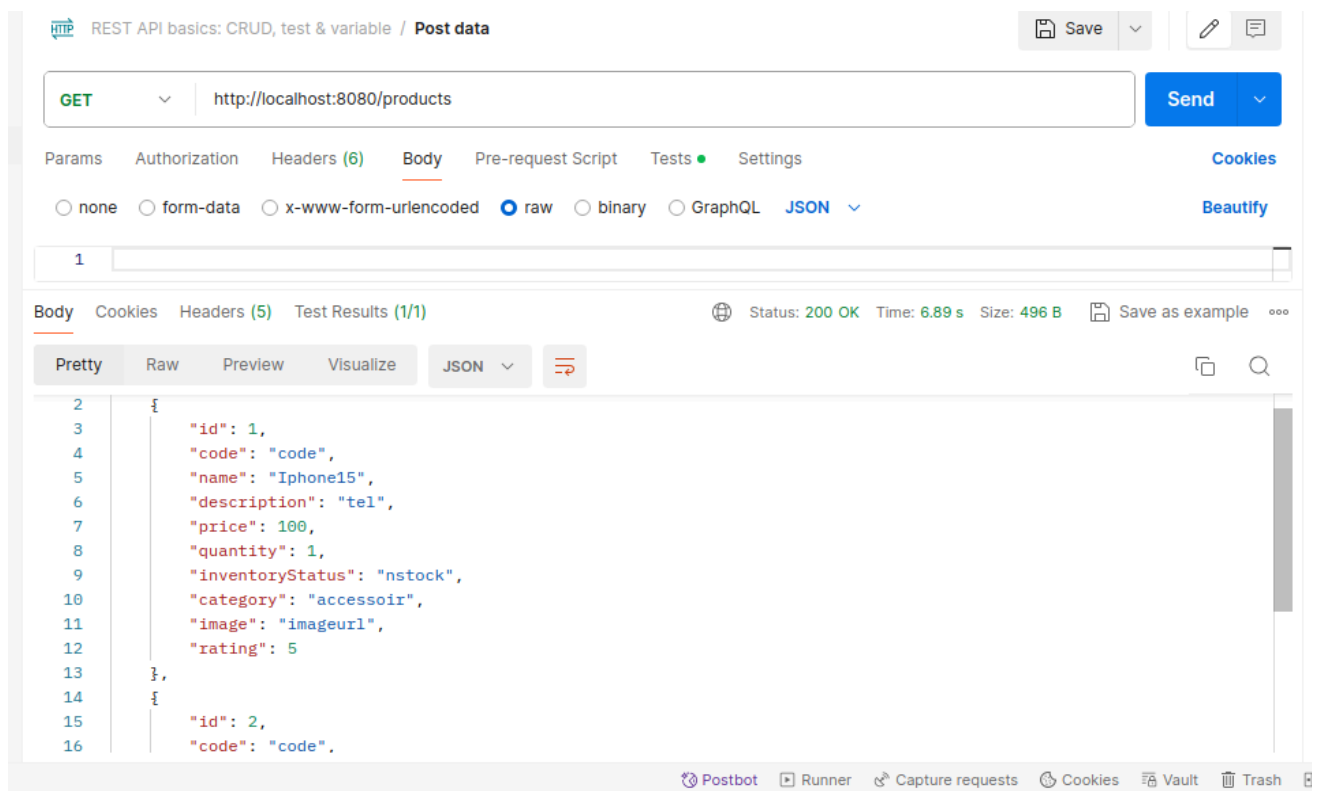 HTTP REST API basics: CRUD, test & variable / Post data Save
GET http://localhost:8080/products Send
Params Authorization Headers (6) Body Pre-request Script Tests Settings Cookies
none form-data x-www-form-urlencoded raw binary GraphQL JSON Beautify
1
Body Cookies Headers (5) Test Results (1/1) Status: 200 OK Time: 6.89 s Size: 496 B Save as example
Pretty Raw Preview Visualize JSON
2 {
3 "id": 1,
4 "code": "code",
5 "name": "Iphone15",
6 "description": "tel",
7 "price": 100,
8 "quantity": 1,
9 "inventoryStatus": "nstock",
10 "category": "accessoir",
11 "image": "imageurl",
12 "rating": 5
13 },
14 {
15 "id": 2,
16 "code": "code",
Postbot Runner Capture requests Cookies Vault Trash